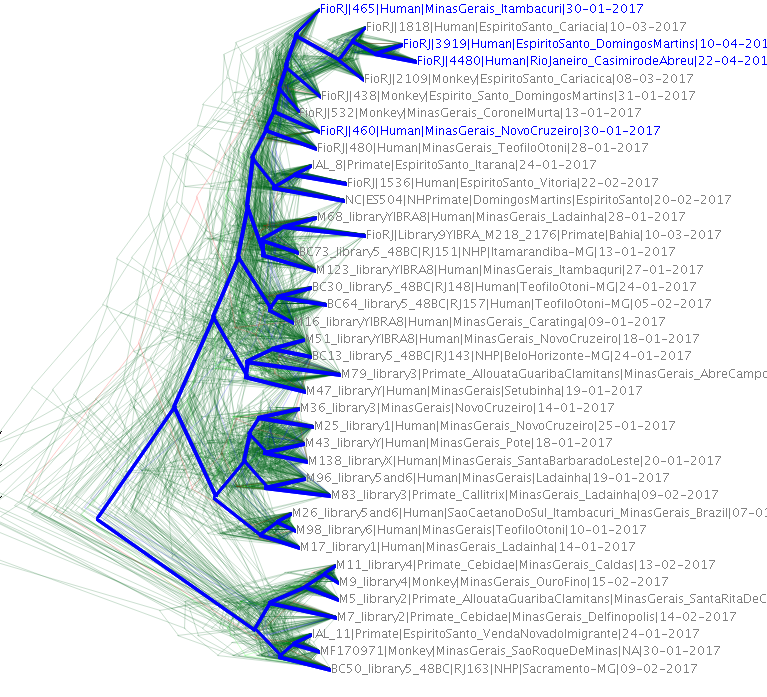 FioRJ|465|Human|MinasGerais_Itambacuri|30-01-2017
FioRJ|1818|Human|EspiritoSanto_Cariacia|10-03-2017
FioRJ|3919|Human|EspiritoSanto_DomingosMartins|10-04-201
FioRJ|4480|Human|RioJaneiro_CasimirodeAbreu|22-04-201
FioRJ|2109|Monkey|EspiritoSanto_Cariacica|08-03-2017
FioRJ|438|Monkey|Espirito_Santo_DomingosMartins|31-01-2017
FioRJ|532|Monkey|MinasGerais_CoronelMurta|13-01-2017
FioRJ|460|Human|MinasGerais_NovoCruzeiro|30-01-2017
FioRJ|480|Human|MinasGerais_TeofiloOtoni|28-01-2017
IAL_8|Primate|EspiritoSanto_Itarana|24-01-2017
FioRJ|1536|Human|EspiritoSanto_Vitoria|22-02-2017
NC|ES504|NHPrimate|DomingosMartins|EspiritoSanto|20-02-2017
M68_libraryYIBRA8|Human|MinasGerais_Ladainha|28-01-2017
FioRJ|Library9YIBRA_M218_2176|Primate|Bahia|10-03-2017
BC73_library5_48BC|RJ151|NHP|Itamarandiba-MG|13-01-2017
M123_libraryYIBRA8|Human|MinasGerais_Itambaquri|27-01-2017
BC30_library5_48BC|RJ148|Human|TeofiloOtoni-MG|24-01-2017
BC64_library5_48BC|RJ157|Human|TeofiloOtoni-MG|05-02-2017
M16_libraryYIBRA8|Human|MinasGerais_Caratinga|09-01-2017
M51_libraryYIBRA8|Human|MinasGerais_NovoCruzeiro|18-01-2017
BC13_library5_48BC|RJ143|NHP|BeloHorizonte-MG|24-01-2017
M79_library3|Primate_AllouataGuaribaClamitans|MinasGerais_AbreCampo
M47_libraryY|Human|MinasGerais|Setubinha|19-01-2017
M36_library3|MinasGerais|NovoCruzeiro|14-01-2017
M25_library1|Human|MinasGerais_NovoCruzeiro|25-01-2017
M43_libraryY|Human|MinasGerais_Pote|18-01-2017
M138_libraryX|Human|MinasGerais_SantaBarbaradoLeste|20-01-2017
M96_library5and6|Human|MinasGerais|Ladainha|19-01-2017
M83_library3|Primate_Callitrix|MinasGerais_Ladainha|09-02-2017
M26_library5and6|Human|SaoCaetanoDoSul_Itambacuri_MinasGerais_Brazil|07-01
M98_library6|Human|MinasGerais|TeofiloOtoni|10-01-2017
M17_library1|Human|MinasGerais_Ladainha|14-01-2017
M11_library4|Primate_Cebidae|MinasGerais_Caldas|13-02-2017
M9_library4|Monkey|MinasGerais_OuroFino|15-02-2017
M5_library2|Primate_AllouataGuaribaClamitans|MinasGerais_SantaRitaDeC
M7_library2|Primate_Cebidae|MinasGerais_Delfinopolis|14-02-2017
IAL_11|Primate|EspiritoSanto_VendaNovadoImigrante|24-01-2017
MF170971|Monkey|MinasGerais_SaoRoqueDeMinas|NA|30-01-2017
BC50_library5_48BC|RJ163|NHP|Sacramento-MG|09-02-2017